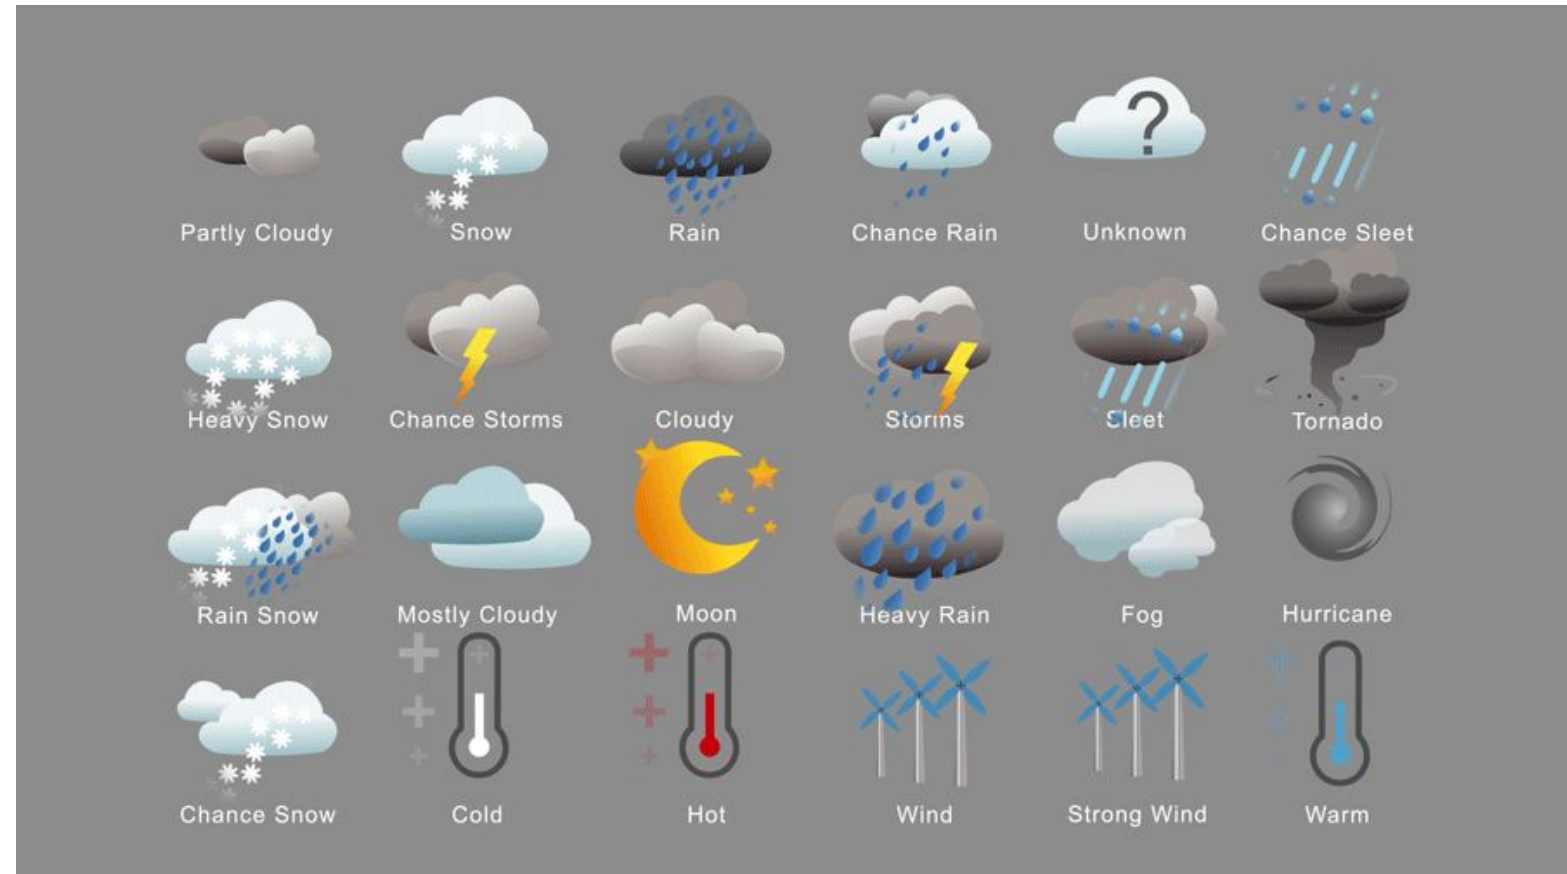 ?
Partly Cloudy
Snow
Rain
Chance Rain
Unknown
Chance Sleet
Heavy Snow
Chance Storms
Cloudy
Storms
Sleet
Tornado
Rain Snow
Mostly Cloudy
Moon
Heavy Rain
Fog
Hurricane
Chance Snow
Cold
Hot
Wind
Strong Wind
Warm